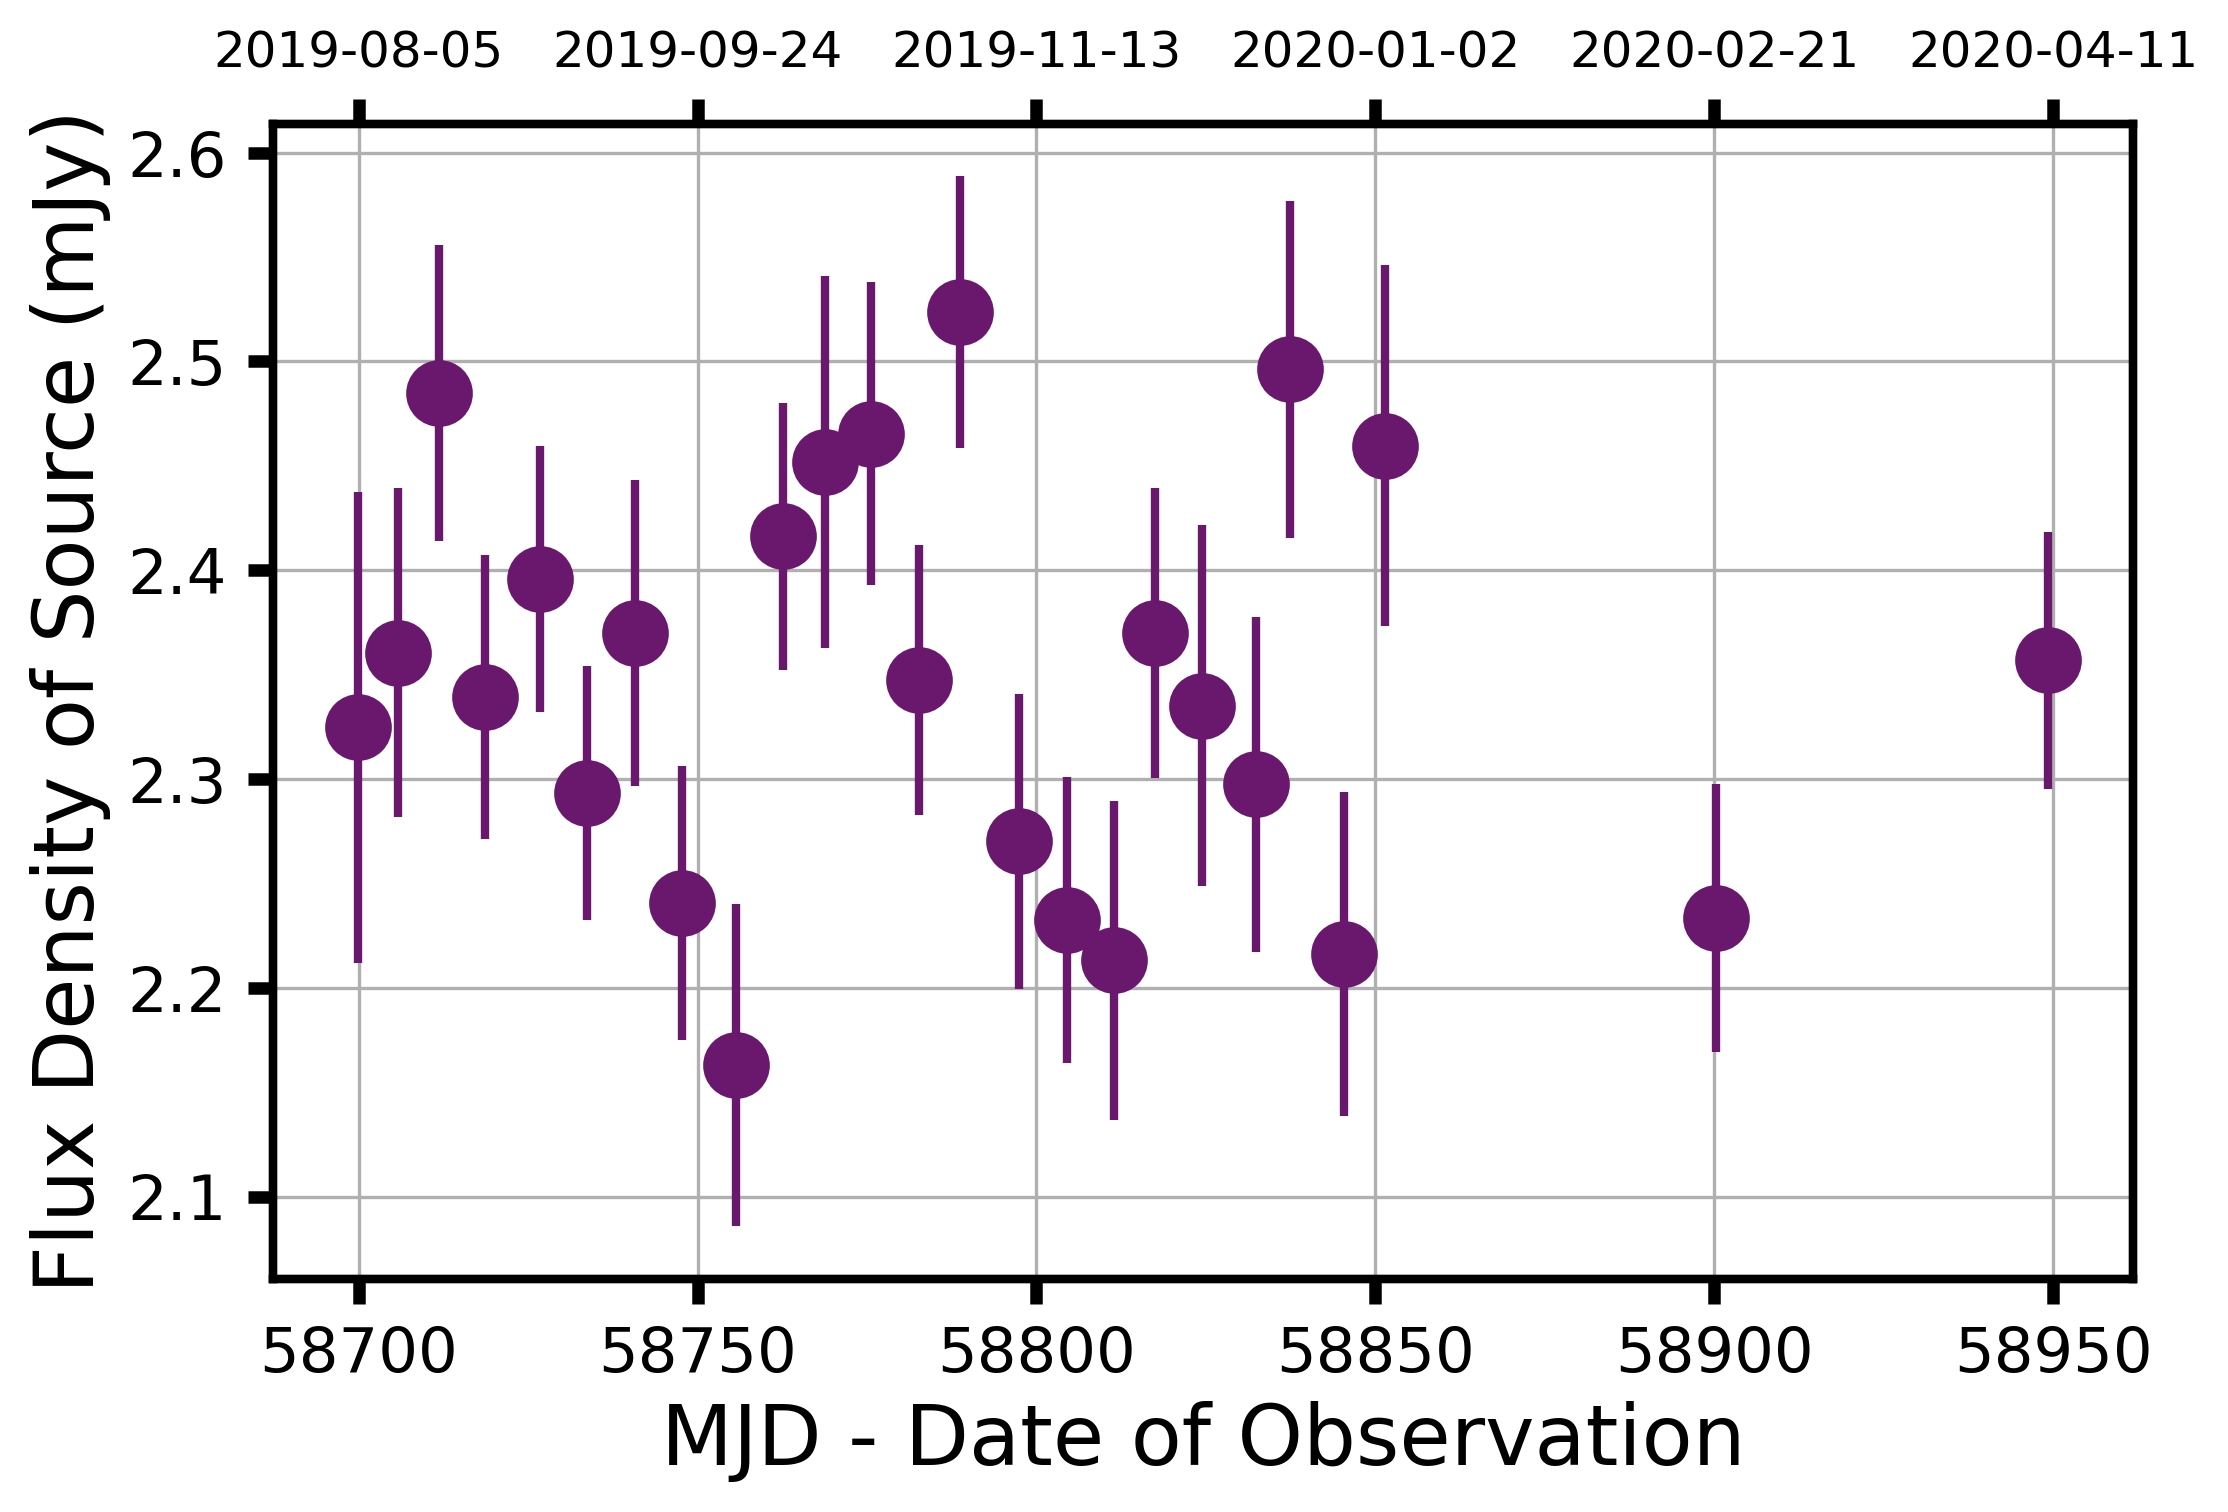 2019-08-05 2019-09-24 2019-11-13 2020-01-02 2020-02-21 2020-04-11
Flux Density of Source (mJy)
2.6
2.5
2.4
2.3
2.2
2.1
58700 58750 58800 58850 58900 58950
MJD - Date of Observation